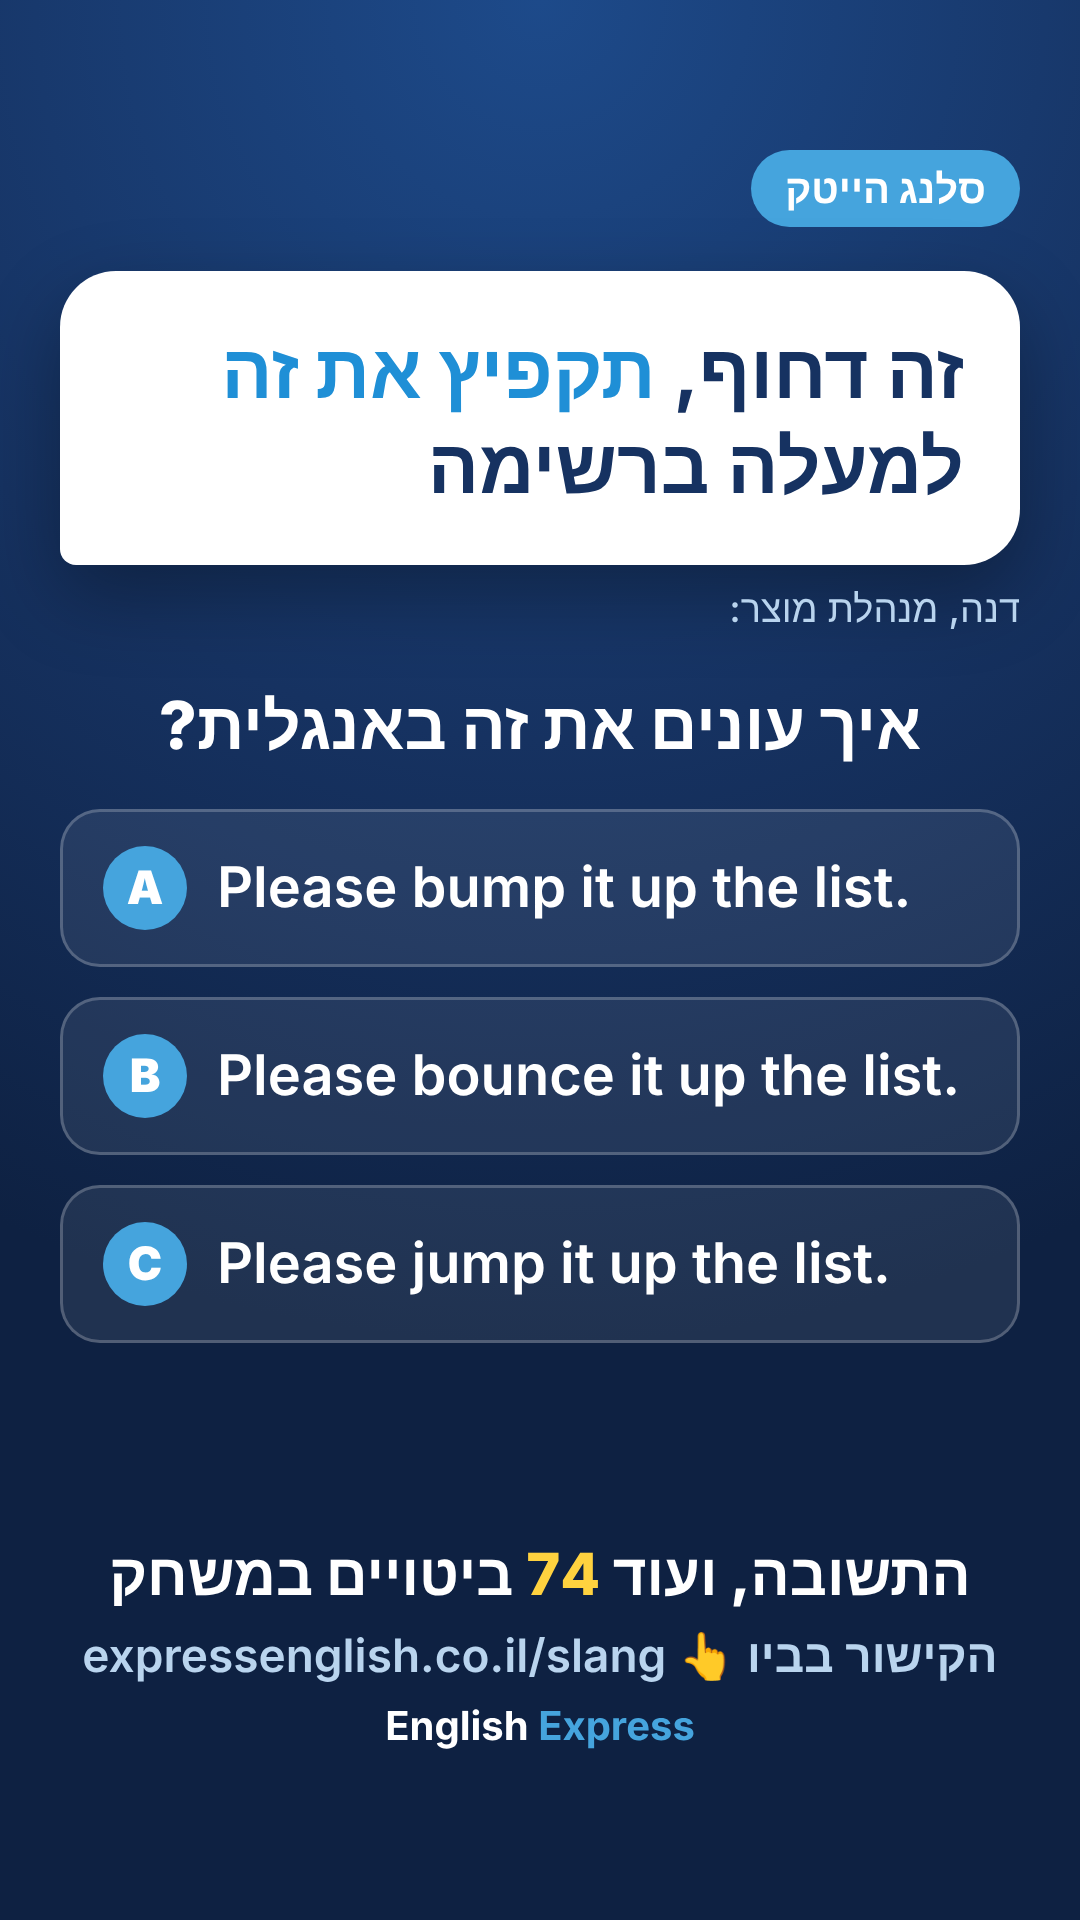 סלנג הייטק
זה דחוף, תקפיץ את זה
למעלה ברשימה
דנה, מנהלת מוצר:
איך עונים את זה באנגלית?
A Please bump it up the list.
B Please bounce it up the list.
C Please jump it up the list.
התשובה, ועוד 74 ביטויים במשחק
הקישור בביו 👆 expressenglish.co.il/slang
English Express